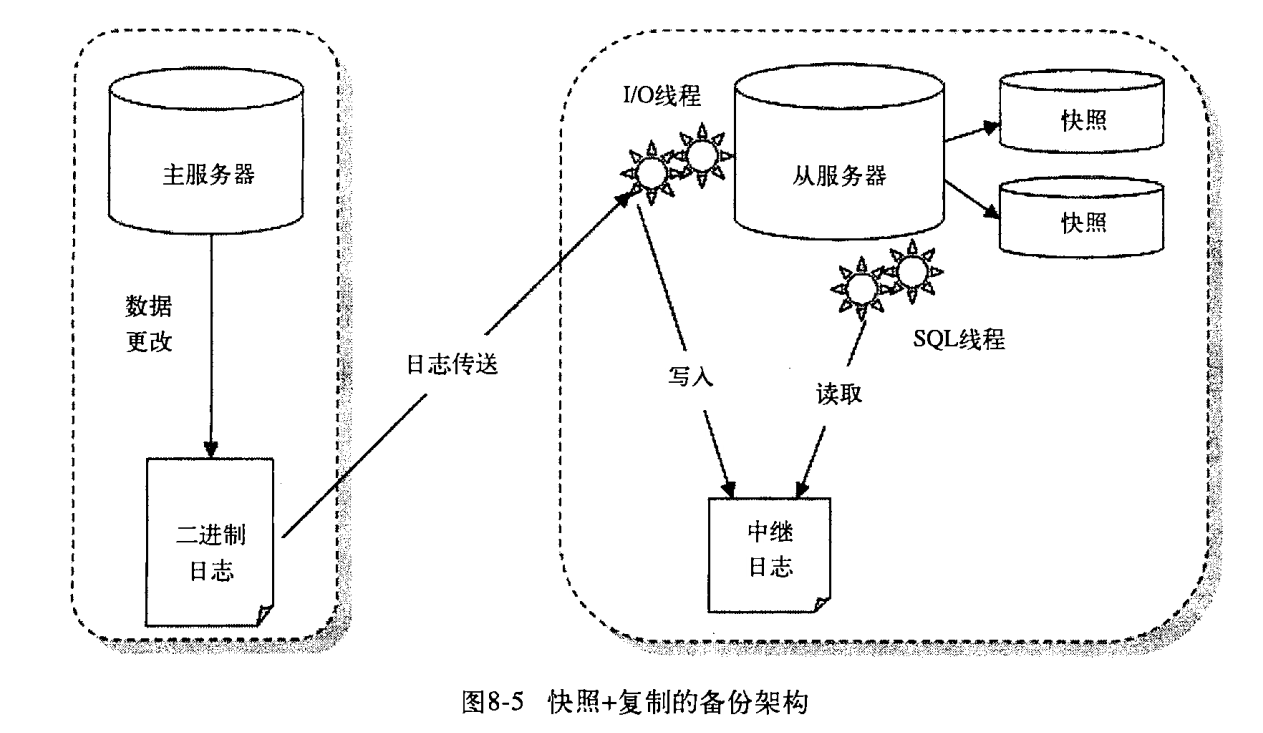 主服务器
数据
更改
二进制
日志
日志传送
I/O线程
从服务器
快照
快照
SQL线程
写入
读取
中继
日志
图8-5 快照+复制的备份架构